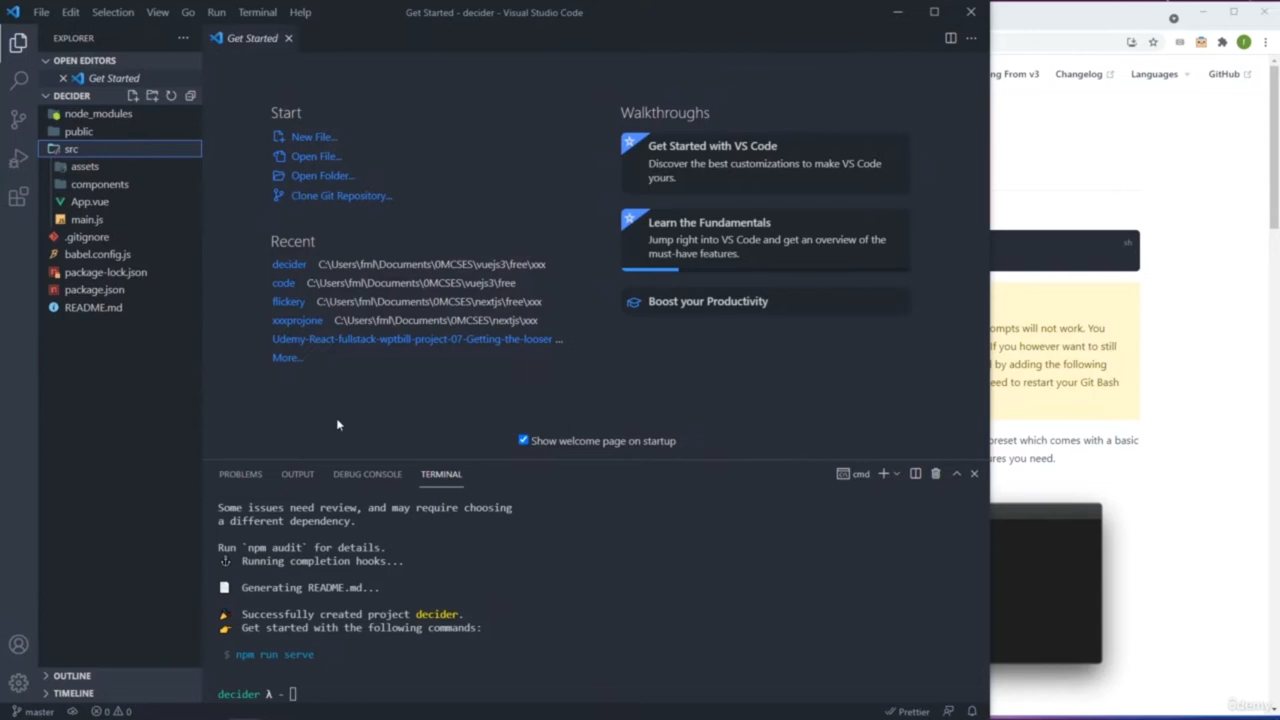 File Edit Selection View Go Run Terminal Help
Get Started - decider - Visual Studio Code
EXPLORER
OPEN EDITORS
Get Started
DECIDER
node_modules
public
src
assets
components
App.vue
main.js
.gitignore
babel.config.js
package-lock.json
package.json
README.md
OUTLINE
TIMELINE
Get Started
Start
New File...
Open File...
Open Folder...
Clone Git Repository...
Recent
decider C:\Users\fml\Documents\0MCSES\vuejs3\free\xxx
code C:\Users\fml\Documents\0MCSES\vuejs3\free
flickery C:\Users\fml\Documents\0MCSES\nextjs\free\xxx
xxxprojone C:\Users\fml\Documents\0MCSES\nextjs\xxx
Udemy-React-fullstack-wptbill-project-07-Getting-the-looser ...
More...
Walkthroughs
Get Started with VS Code
Discover the best customizations to make VS Code
yours.
Learn the Fundamentals
Jump right into VS Code and get an overview of the
must-have features.
Boost your Productivity
Show welcome page on startup
PROBLEMS OUTPUT DEBUG CONSOLE TERMINAL
cmd
Some issues need review, and may require choosing
a different dependency.
Run `npm audit` for details.
Running completion hooks...
Generating README.md...
Successfully created project decider.
Get started with the following commands:
$ npm run serve
decider λ -
master 0 0
Prettier
ng From v3 Changelog Languages GitHub
sh
ompts will not work. You
If you however want to still
d by adding the following
eed to restart your Git Bash
preset which comes with a basic
ures you need.
Udemy